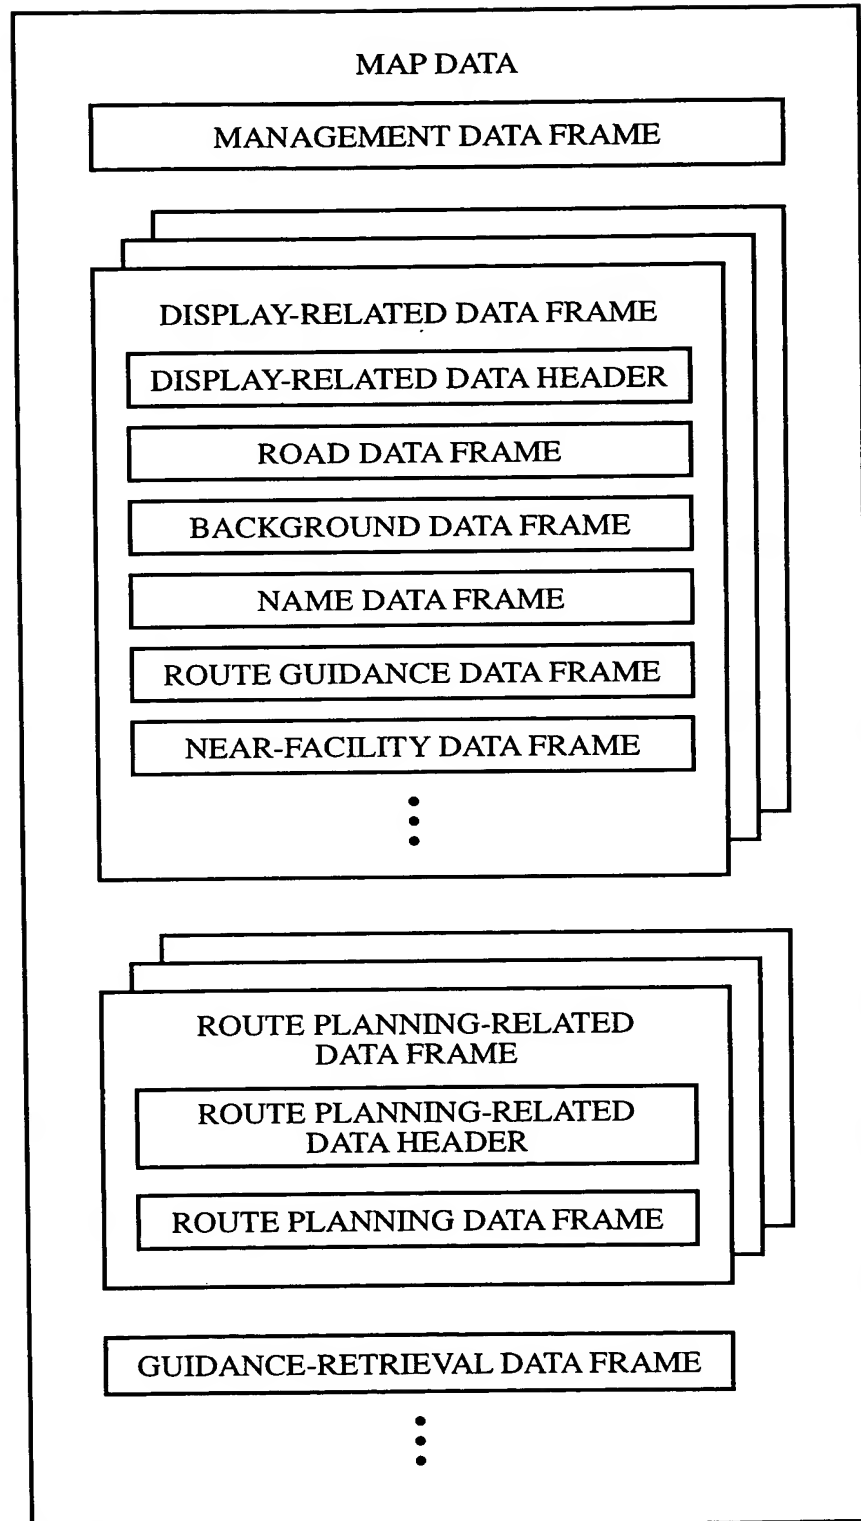 MAP DATA
MANAGEMENT DATA FRAME
DISPLAY-RELATED DATA FRAME
DISPLAY-RELATED DATA HEADER
ROAD DATA FRAME
BACKGROUND DATA FRAME
NAME DATA FRAME
ROUTE GUIDANCE DATA FRAME
NEAR-FACILITY DATA FRAME
ROUTE PLANNING-RELATED
DATA FRAME
ROUTE PLANNING-RELATED
DATA HEADER
ROUTE PLANNING DATA FRAME
GUIDANCE-RETRIEVAL DATA FRAME